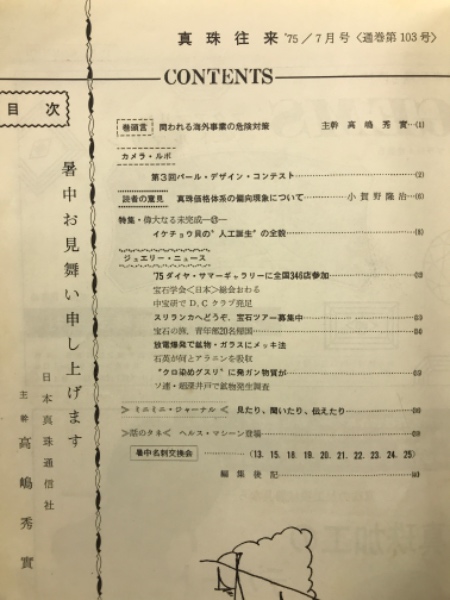 真珠往来 '75/7月号〈通巻第103号〉
CONTENTS
目次
巻頭言 問われる海外事業の危険対策 主幹 高嶋秀實…(1)
カメラ・ルポ
第3回パール・デザイン・コンテスト…(2)
読者の意見 真珠価格体系の偏向現象について…小賀野隆治…(6)
特集・偉大なる未完成
イケチョウ貝の〝人工誕生〟の全貌…(8)
ジュエリー・ニュース
'75ダイヤ・サマーギャラリーに全国346店参加
宝石学会<日本>総会おわる
中宝研でD, Cクラブ発足
スリランカへどうぞ、宝石ツアー募集中
宝石の旅、青年部20名帰国
放電爆発で鉱物・ガラスにメッキ法
石英が何とアラニンを吸収
〝クロ染めグスリ〟に発ガン物質が
ソ連・超深井戸で鉱物発生調査
≫ミニミニ・ジャーナル≪ 見たり、聞いたり、伝えたり
≫話のタネ≪ ヘルス・マシーン登場
暑中名刺交換会 …(13. 15. 18. 19. 20. 21. 22. 23. 24. 25)
編集後記
暑中お見舞い申し上げます
日本真珠通信社
主幹 高嶋秀實